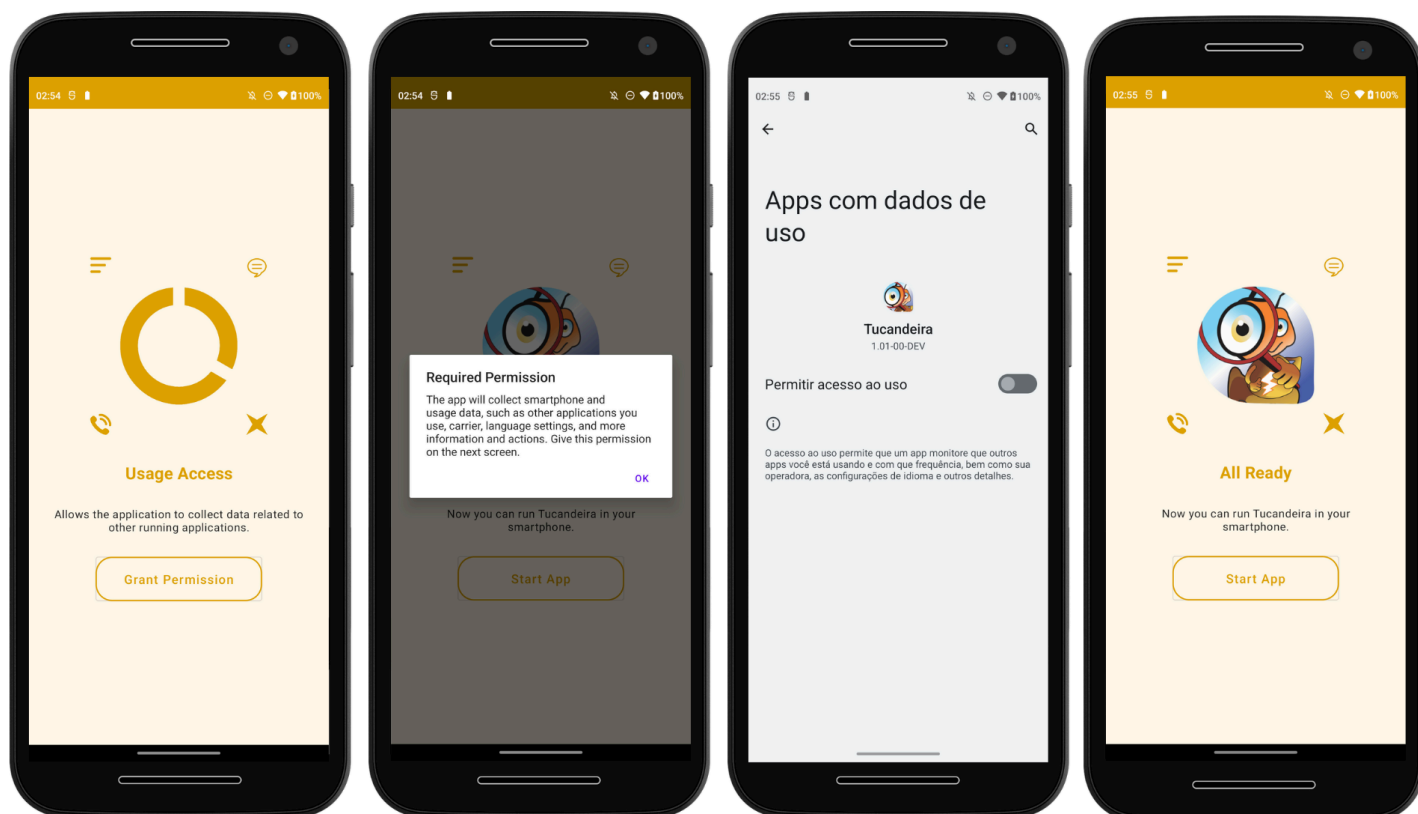 02:54
100%
Usage Access
Allows the application to collect data related to
other running applications.
Grant Permission
02:54
100%
Required Permission
The app will collect smartphone and
usage data, such as other applications you
use, carrier, language settings, and more
information and actions. Give this permission
on the next screen.
OK
Now you can run Tucandeira in your
smartphone.
Start App
02:55
100%
Apps com dados de
uso
Tucandeira
1.01-00-DEV
Permitir acesso ao uso
O acesso ao uso permite que um app monitore que outros
apps você está usando e com que frequência, bem como sua
operadora, as configurações de idioma e outros detalhes.
02:55
100%
All Ready
Now you can run Tucandeira in your
smartphone.
Start App